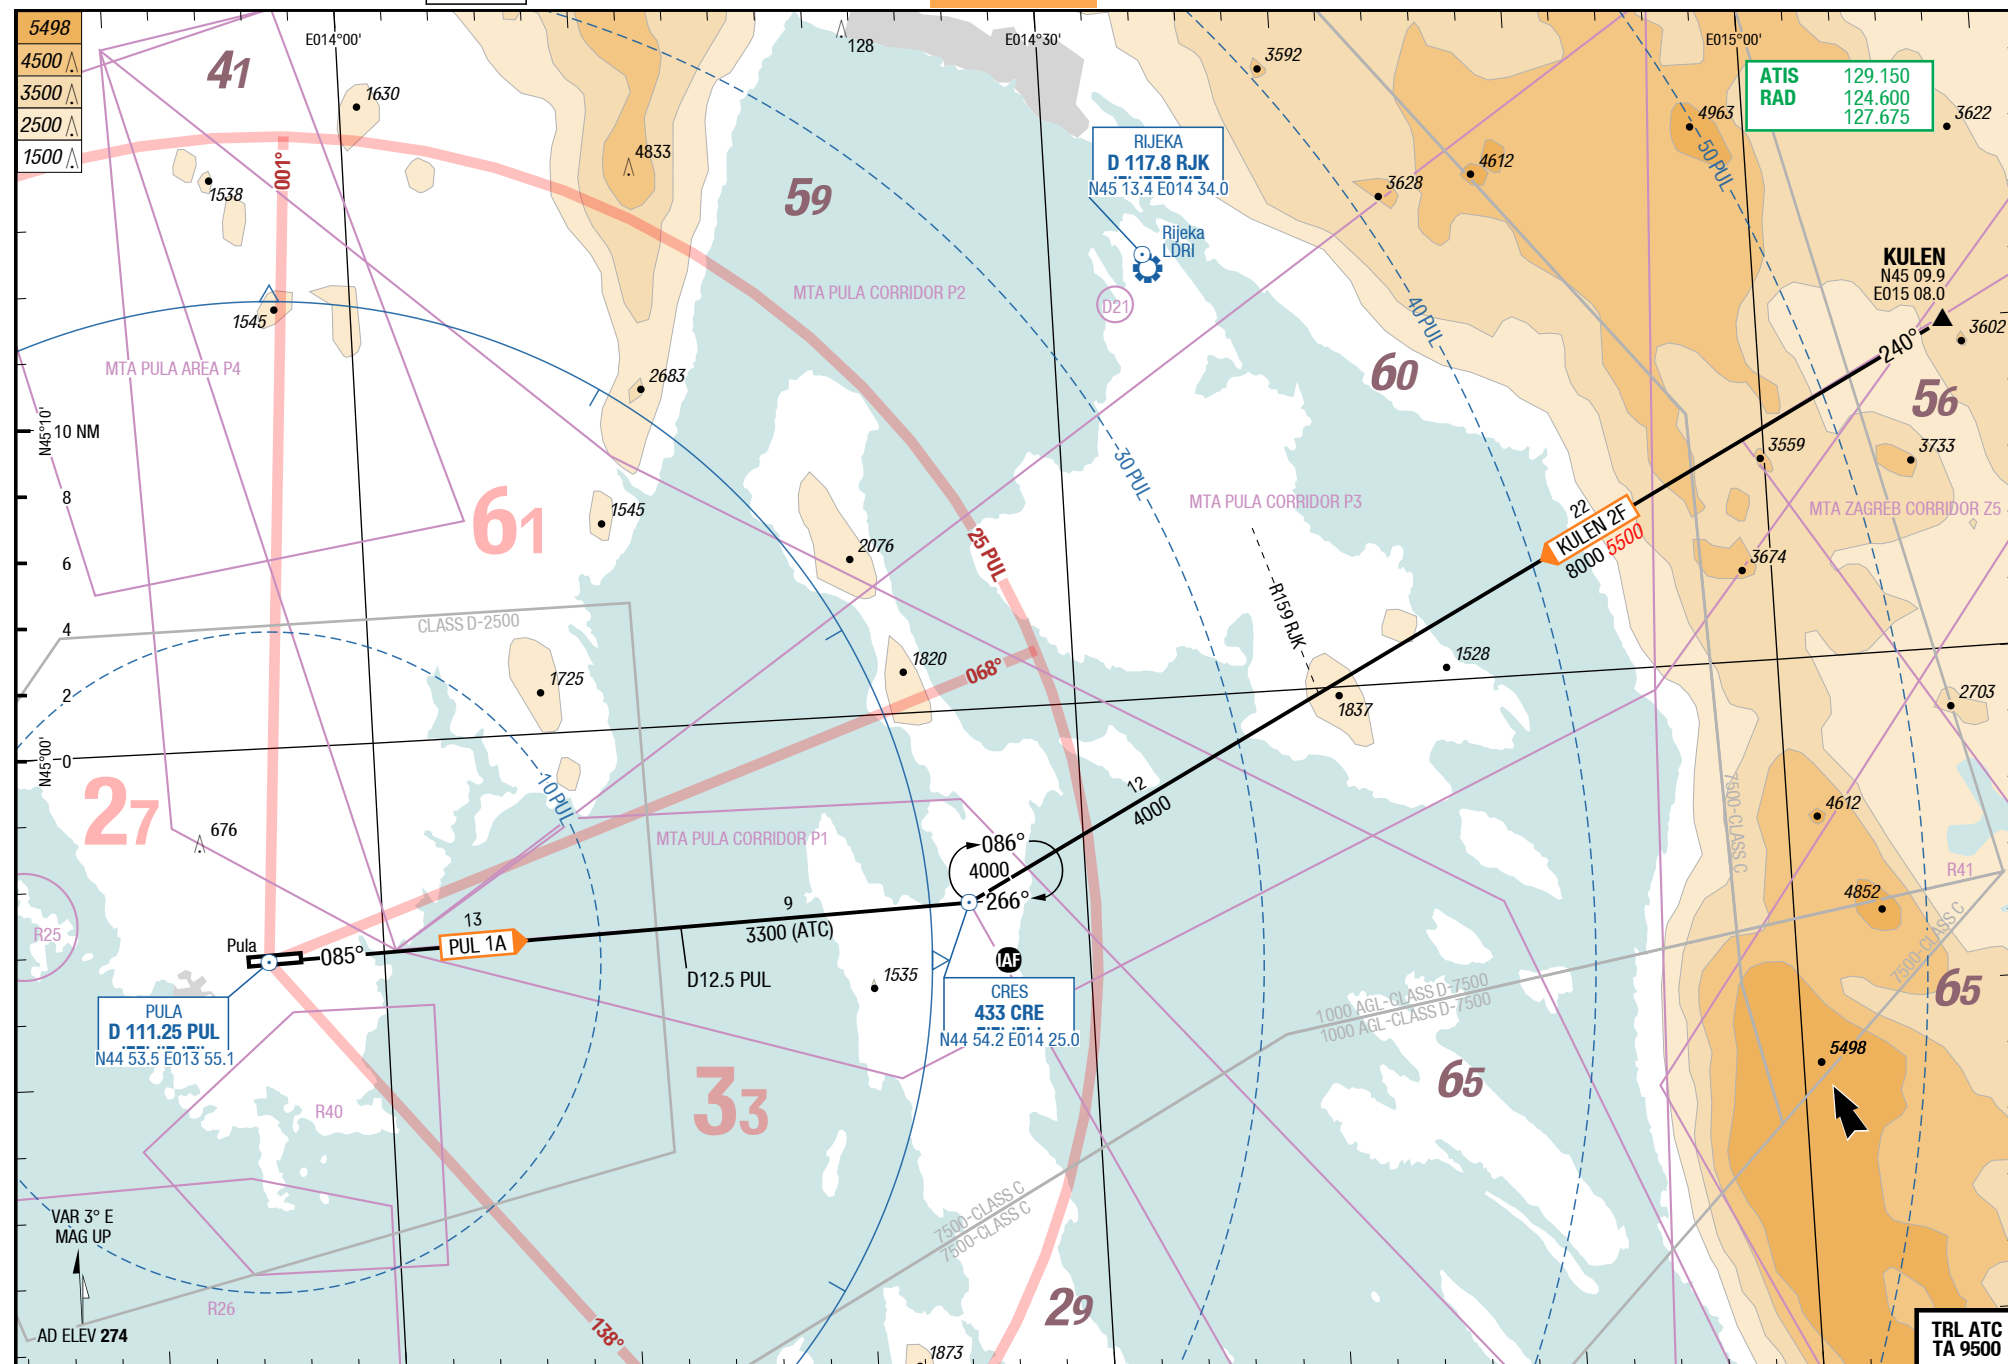 5498
4500
3500
2500
1500
41
E014°00'
1630
128
E014°30'
3592
E015°00'
ATIS 129.150
RAD 124.600
127.675
4963
3622
50 PUL
001°
1538
4833
59
RIJEKA
D 117.8 RJK
N45 13.4 E014 34.0
3628
4612
Rijeka
LDRI
KULEN
N45 09.9
E015 08.0
MTA PULA CORRIDOR P2
D21
40 PUL
1545
3602
240°
MTA PULA AREA P4
2683
60
56
N45°10'
10 NM
8
6
4
2
0
30 PUL
3559
3733
61
1545
MTA PULA CORRIDOR P3
22
KULEN 2F
8000 5500
MTA ZAGREB CORRIDOR Z5
25 PUL
2076
3674
R159 RJK
CLASS D-2500
1820
068°
1528
1725
1837
2703
N45°00'
10 PUL
12
4000
7500-CLASS C
4612
27
676
MTA PULA CORRIDOR P1
086°
4000
266°
R41
4852
R25
Pula
085°
13
PUL 1A
9
3300 (ATC)
7500-CLASS C
IAF
D12.5 PUL
1535
65
PULA
D 111.25 PUL
N44 53.5 E013 55.1
CRES
433 CRE
N44 54.2 E014 25.0
1000 AGL-CLASS D-7500
1000 AGL-CLASS D-7500
5498
65
33
R40
7500-CLASS C
7500-CLASS C
VAR 3° E
MAG UP
R26
29
AD ELEV 274
138°
1873
TRL ATC
TA 9500